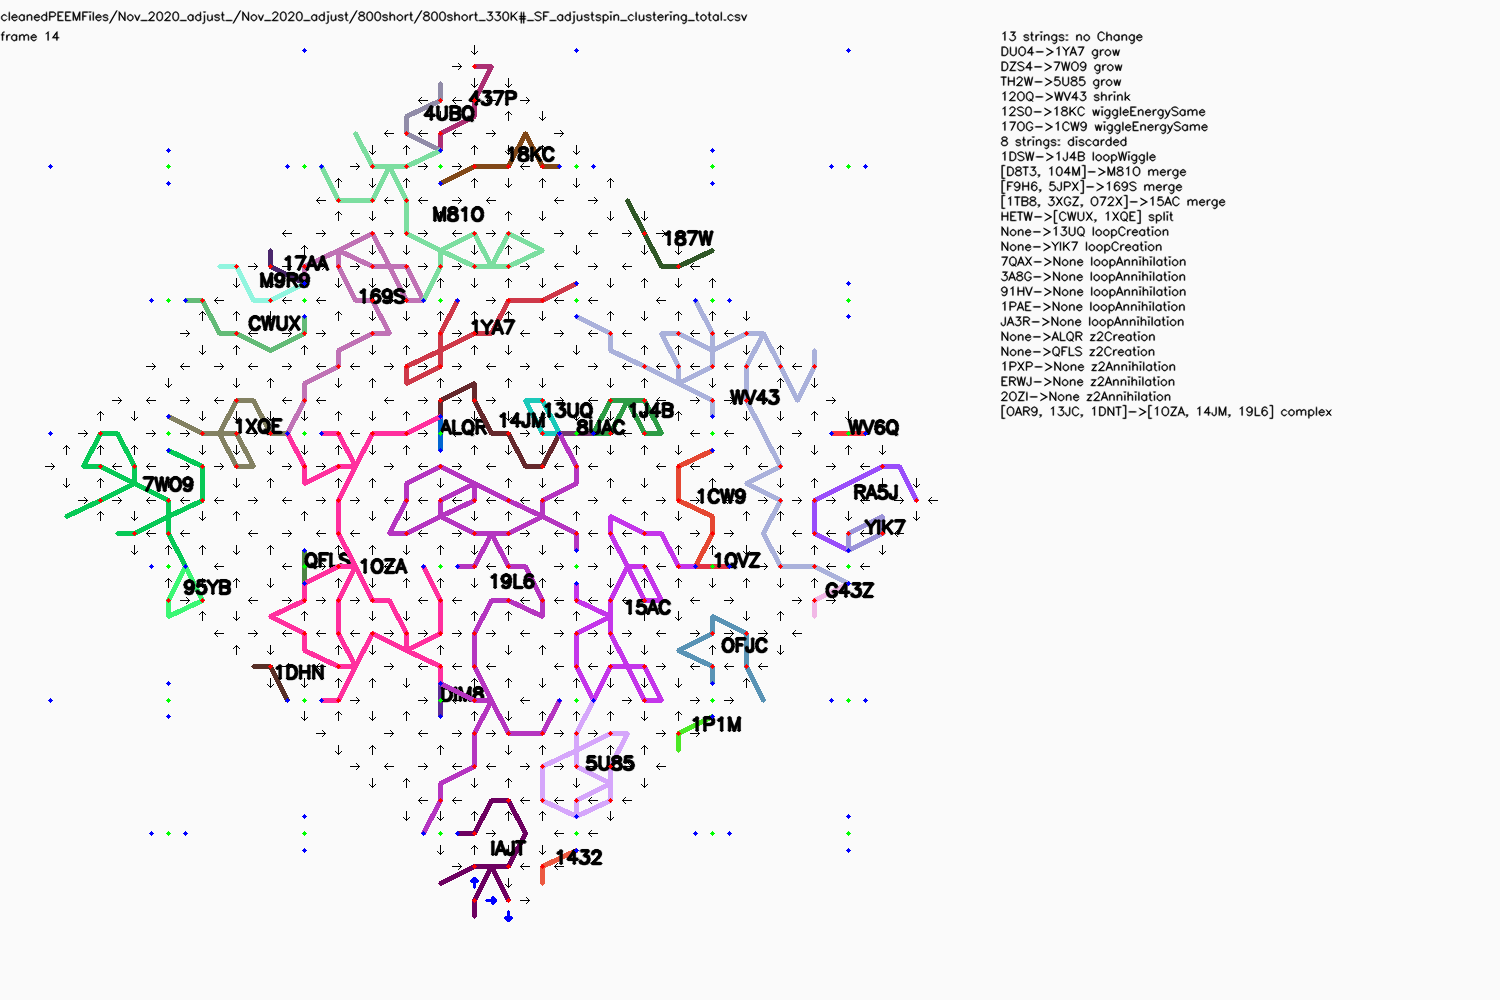 cleanedPEEMFiles/Nov_2020_adjust_/Nov_2020_adjust/800short/800short_330K#_SF_adjustspin_clustering_total.csv
frame 14
13 strings: no Change
DUO4->1YA7 grow
DZS4->7WO9 grow
TH2W->5U85 grow
120Q->WV43 shrink
12S0->18KC wiggleEnergySame
17OG->1CW9 wiggleEnergySame
8 strings: discarded
1DSW->1J4B loopWiggle
[D8T3, 104M]->M810 merge
[F9H6, 5JPX]->169S merge
[1TB8, 3XGZ, O72X]->15AC merge
HETW->[CWUX, 1XQE] split
None->13UQ loopCreation
None->YIK7 loopCreation
7QAX->None loopAnnihilation
3A8G->None loopAnnihilation
91HV->None loopAnnihilation
1PAE->None loopAnnihilation
JA3R->None loopAnnihilation
None->ALQR z2Creation
None->QFLS z2Creation
1PXP->None z2Annihilation
ERWJ->None z2Annihilation
2OZI->None z2Annihilation
[OAR9, 13JC, 1DNT]->[1OZA, 14JM, 19L6] complex
437P
4UBQ
18KC
M810
187W
17AA
M9R9
169S
CWUX
1YA7
WV43
13UQ
1J4B
14JM
8UAC
1XQE
ALQR
WV6Q
7WO9
1CW9
RA5J
YIK7
QFLS
1OZA
1QVZ
19L6
95YB
G43Z
15AC
OFJC
1DHN
DIM8
1P1M
5U85
IAJT
1432